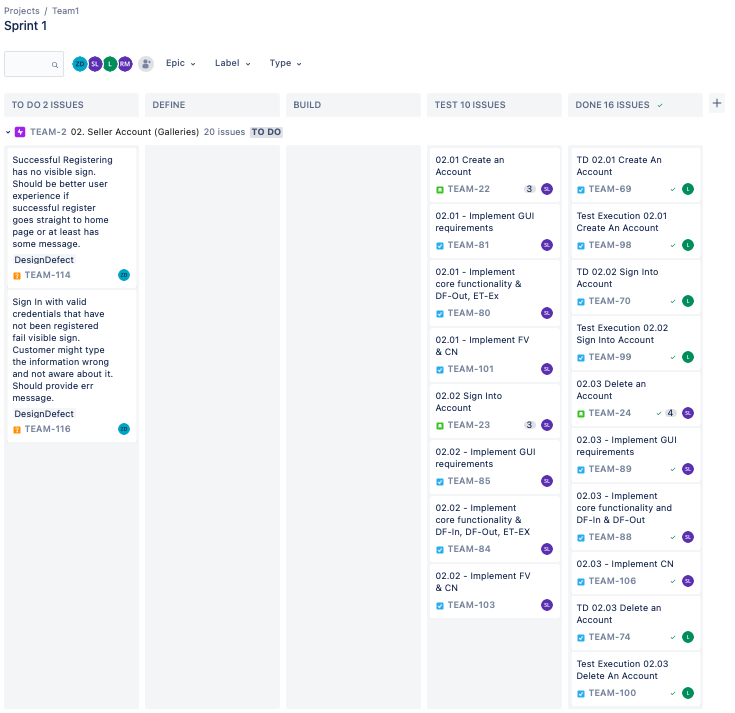 Projects / Team1
Sprint 1
ZD SL L RM Epic Label Type
TO DO 2 ISSUES
DEFINE
BUILD
TEST 10 ISSUES
DONE 16 ISSUES
TEAM-2 02. Seller Account (Galleries) 20 issues TO DO
Successful Registering
has no visible sign.
Should be better user
experience if
successful register
goes straight to home
page or at least has
some message.
DesignDefect
TEAM-114 ZD
Sign In with valid
credentials that have
not been registered
fail visible sign.
Customer might type
the information wrong
and not aware about it.
Should provide err
message.
DesignDefect
TEAM-116 ZD
02.01 Create an
Account
TEAM-22 3 SL
02.01 - Implement GUI
requirements
TEAM-81 SL
02.01 - Implement
core functionality &
DF-Out, ET-Ex
TEAM-80 SL
02.01 - Implement FV
& CN
TEAM-101 SL
02.02 Sign Into
Account
TEAM-23 3 SL
02.02 - Implement GUI
requirements
TEAM-85 SL
02.02 - Implement
core functionality &
DF-In, DF-Out, ET-EX
TEAM-84 SL
02.02 - Implement FV
& CN
TEAM-103 SL
TD 02.01 Create An
Account
TEAM-69 L
Test Execution 02.01
Create An Account
TEAM-98 L
TD 02.02 Sign Into
Account
TEAM-70 L
Test Execution 02.02
Sign Into Account
TEAM-99 L
02.03 Delete an
Account
TEAM-24 4 SL
02.03 - Implement GUI
requirements
TEAM-89 SL
02.03 - Implement
core functionality and
DF-In & DF-Out
TEAM-88 SL
02.03 - Implement CN
TEAM-106 SL
TD 02.03 Delete an
Account
TEAM-74 L
Test Execution 02.03
Delete An Account
TEAM-100 L